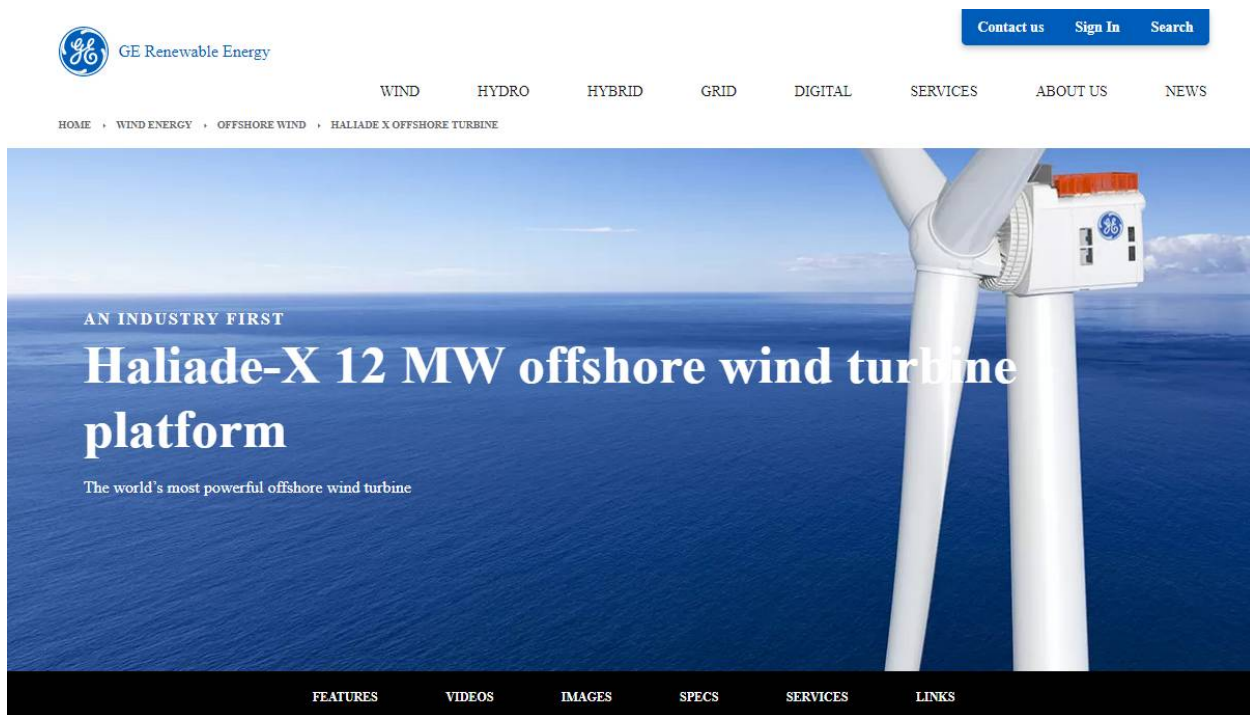 Contact us Sign In Search
GE GE Renewable Energy
WIND HYDRO HYBRID GRID DIGITAL SERVICES ABOUT US NEWS
HOME › WIND ENERGY › OFFSHORE WIND › HALIADE X OFFSHORE TURBINE
GE
AN INDUSTRY FIRST
Haliade-X 12 MW offshore wind turbine
platform
The world's most powerful offshore wind turbine
FEATURES VIDEOS IMAGES SPECS SERVICES LINKS